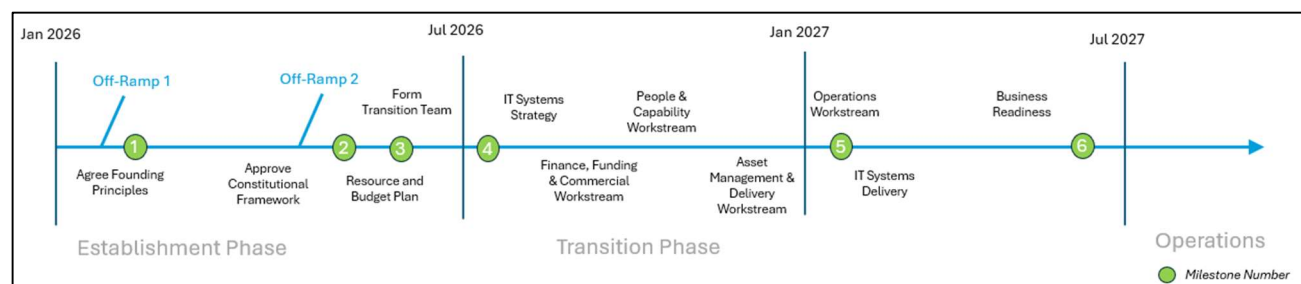 Jan 2026
Jul 2026
Jan 2027
Jul 2027
Off-Ramp 1
Off-Ramp 2
Form
Transition Team
IT Systems
Strategy
People &
Capability
Workstream
Operations
Workstream
Business
Readiness
1
2
3
4
5
6
Agree Founding
Principles
Approve
Constitutional
Framework
Resource and
Budget Plan
Finance, Funding
& Commercial
Workstream
Asset
Management &
Delivery
Workstream
IT Systems
Delivery
Establishment Phase
Transition Phase
Operations
Milestone Number